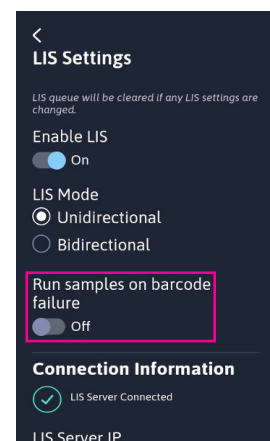 LIS Settings
LIS queue will be cleared if any LIS settings are
changed.
Enable LIS
On
LIS Mode
Unidirectional
Bidirectional
Run samples on barcode
failure
Off
Connection Information
LIS Server Connected
LIS Server IP